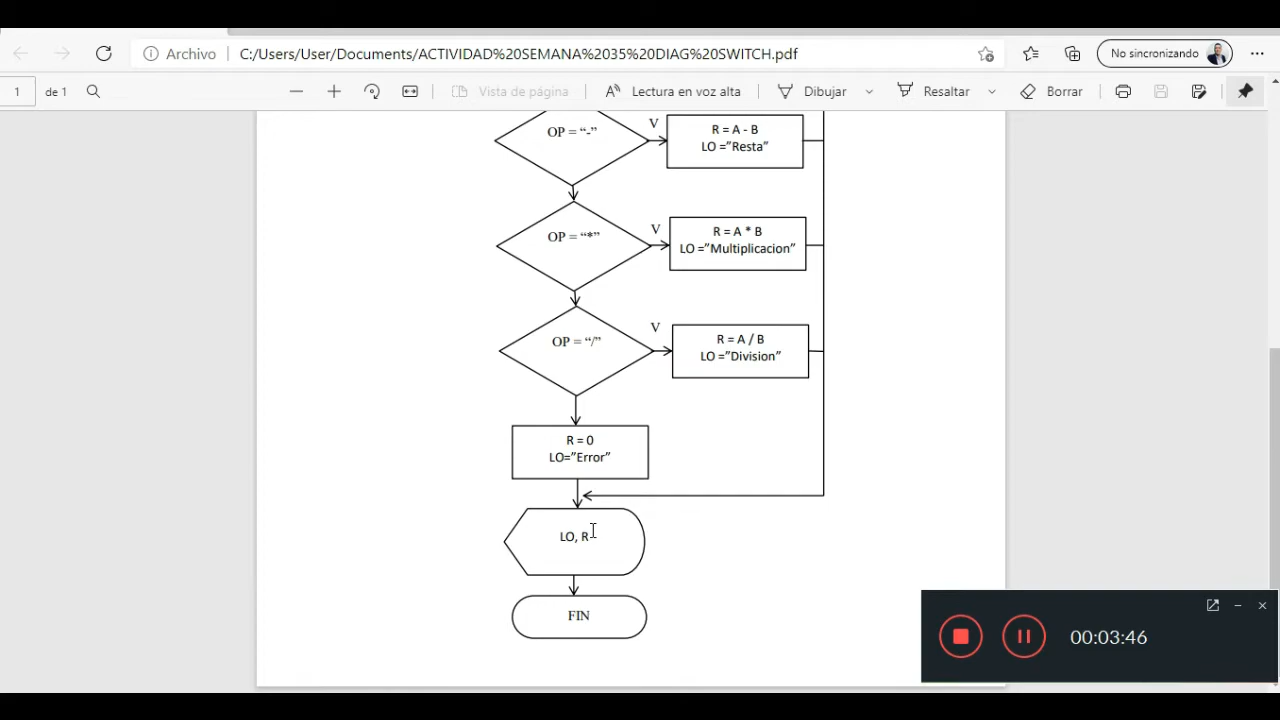 Archivo C:/Users/User/Documents/ACTIVIDAD%20SEMANA%2035%20DIAG%20SWITCH.pdf No sincronizando
1 de 1 Vista de página Lectura en voz alta Dibujar Resaltar Borrar
OP = “-”
V
R = A - B
LO =”Resta”
OP = “*”
V
R = A * B
LO =”Multiplicacion”
OP = “/”
V
R = A / B
LO =”Division”
R = 0
LO=”Error”
LO, R
FIN
00:03:46